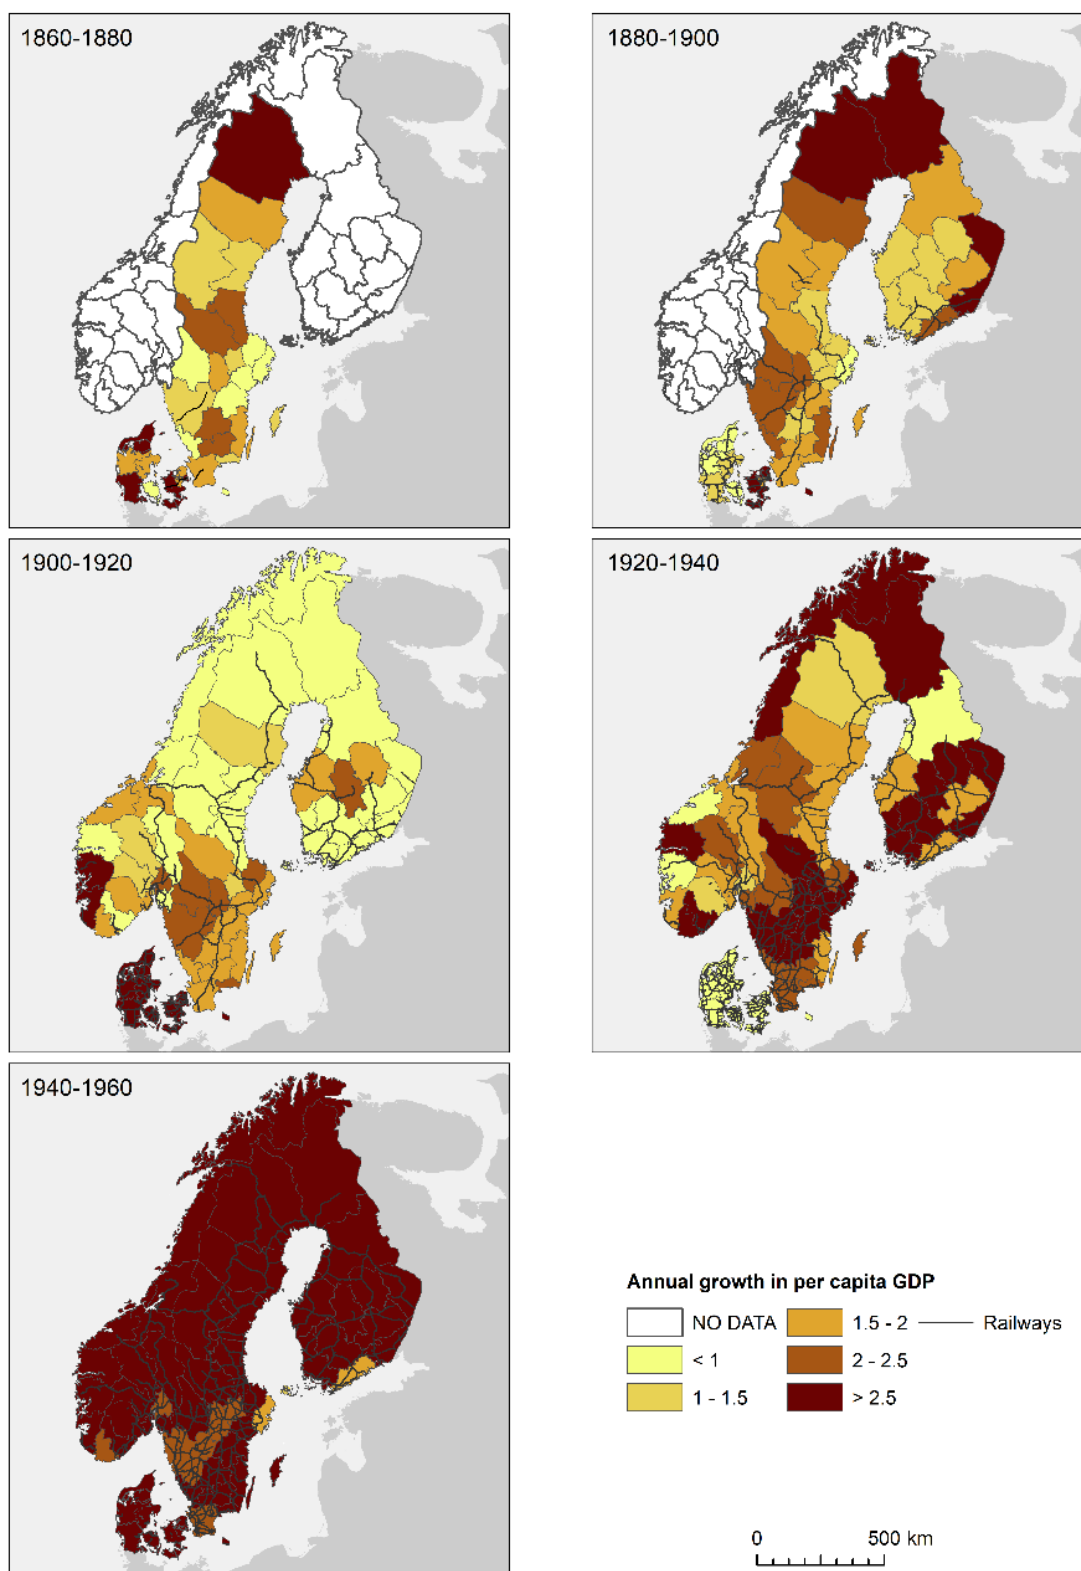 1860-1880
1880-1900
1900-1920
1920-1940
1940-1960
Annual growth in per capita GDP
NO DATA
1.5 - 2
Railways
< 1
2 - 2.5
1 - 1.5
> 2.5
0 500 km